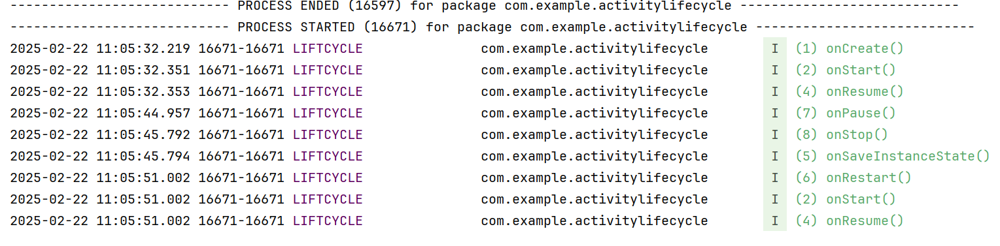 ---------------------------- PROCESS ENDED (16597) for package com.example.activitylifecycle ----------------------------
---------------------------- PROCESS STARTED (16671) for package com.example.activitylifecycle ----------------------------
2025-02-22 11:05:32.219 16671-16671 LIFTCYCLE com.example.activitylifecycle I (1) onCreate()
2025-02-22 11:05:32.351 16671-16671 LIFTCYCLE com.example.activitylifecycle I (2) onStart()
2025-02-22 11:05:32.353 16671-16671 LIFTCYCLE com.example.activitylifecycle I (4) onResume()
2025-02-22 11:05:44.957 16671-16671 LIFTCYCLE com.example.activitylifecycle I (7) onPause()
2025-02-22 11:05:45.792 16671-16671 LIFTCYCLE com.example.activitylifecycle I (8) onStop()
2025-02-22 11:05:45.794 16671-16671 LIFTCYCLE com.example.activitylifecycle I (5) onSaveInstanceState()
2025-02-22 11:05:51.002 16671-16671 LIFTCYCLE com.example.activitylifecycle I (6) onRestart()
2025-02-22 11:05:51.002 16671-16671 LIFTCYCLE com.example.activitylifecycle I (2) onStart()
2025-02-22 11:05:51.002 16671-16671 LIFTCYCLE com.example.activitylifecycle I (4) onResume()